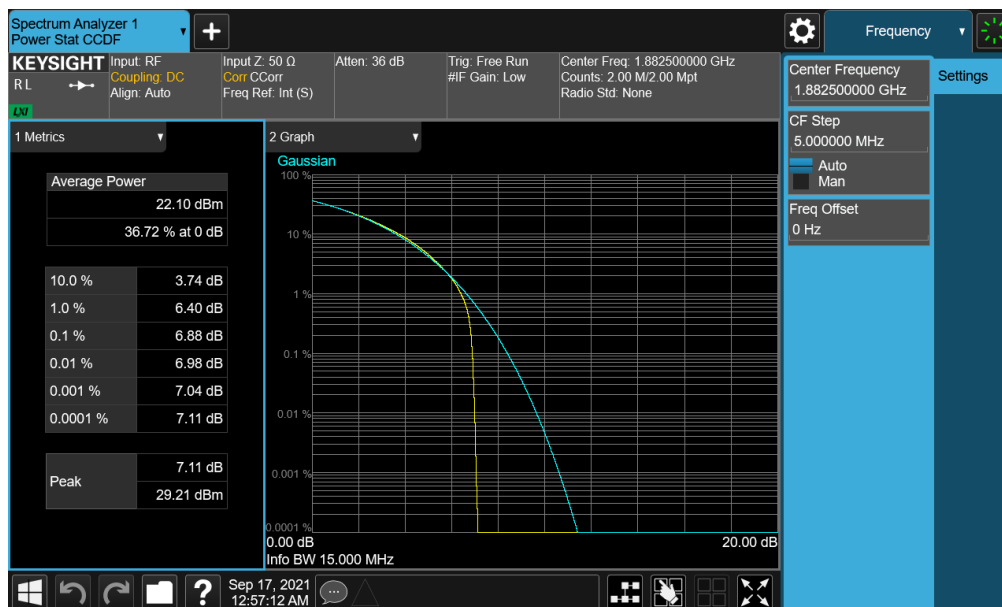 Spectrum Analyzer 1
Power Stat CCDF
+
Frequency
KEYSIGHT
RL
LXI
Input: RF
Coupling: DC
Align: Auto
Input Z: 50 Ω
Corr CCorr
Freq Ref: Int (S)
Atten: 36 dB
Trig: Free Run
#IF Gain: Low
Center Freq: 1.882500000 GHz
Counts: 2.00 M/2.00 Mpt
Radio Std: None
Center Frequency
1.882500000 GHz
Settings
CF Step
5.000000 MHz
Auto
Man
Freq Offset
0 Hz
1 Metrics
Average Power
22.10 dBm
36.72 % at 0 dB
10.0 % 3.74 dB
1.0 % 6.40 dB
0.1 % 6.88 dB
0.01 % 6.98 dB
0.001 % 7.04 dB
0.0001 % 7.11 dB
Peak
7.11 dB
29.21 dBm
2 Graph
Gaussian
100 %
10 %
1 %
0.1 %
0.01 %
0.001 %
0.0001 %
0.00 dB 20.00 dB
Info BW 15.000 MHz
?
Sep 17, 2021
12:57:12 AM